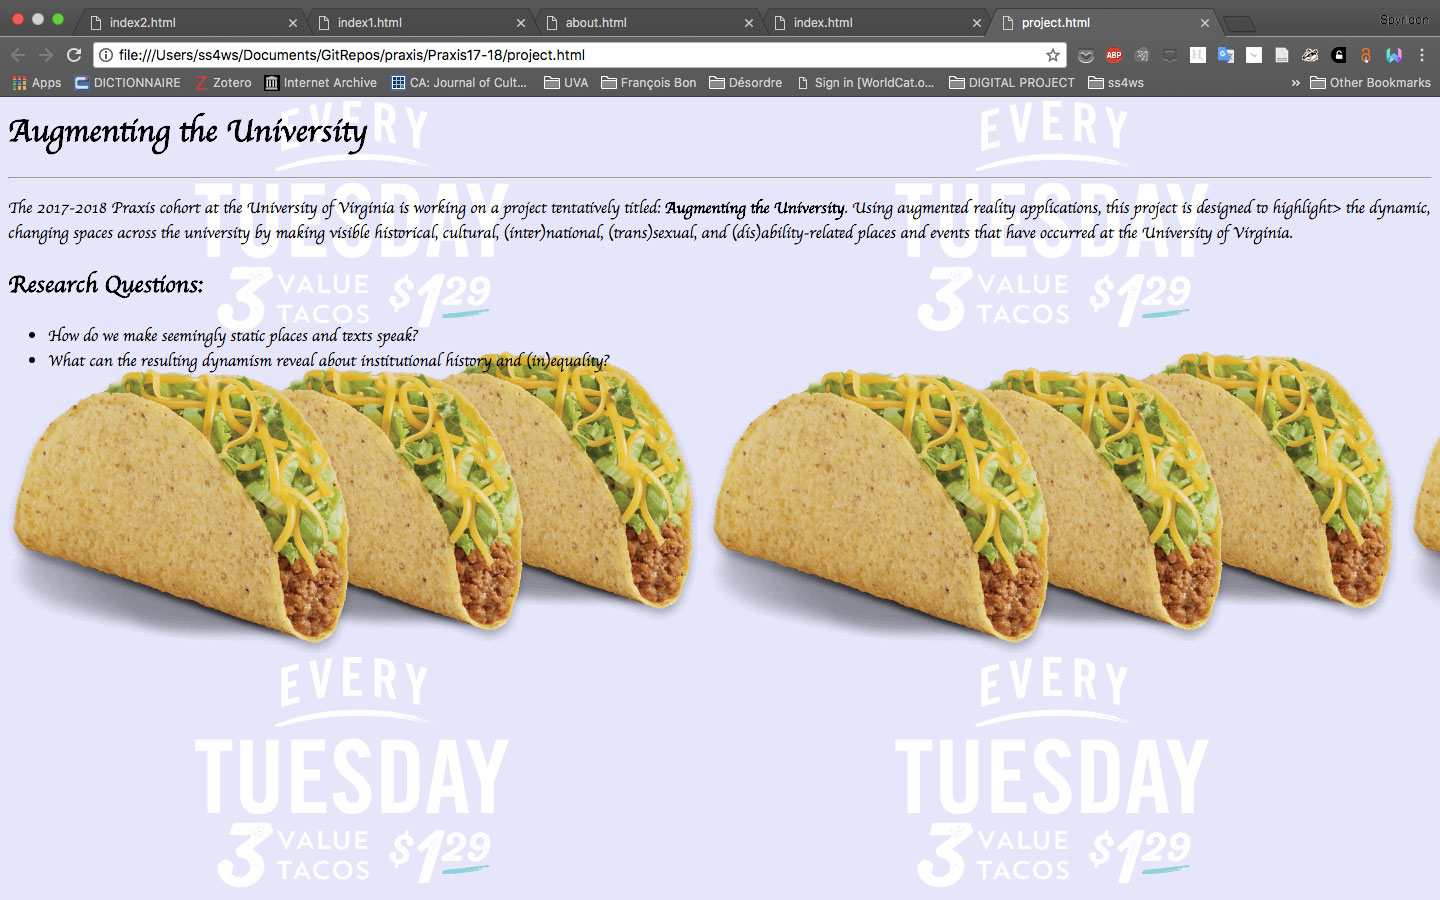 index2.html
index1.html
about.html
index.html
project.html
Spyridon
file:///Users/ss4ws/Documents/GitRepos/praxis/Praxis17-18/project.html
ABP
Apps
DICTIONNAIRE
Zotero
Internet Archive
CA: Journal of Cult...
UVA
François Bon
Désordre
Sign in [WorldCat.o...
DIGITAL PROJECT
ss4ws
»
Other Bookmarks
Augmenting the University
The 2017-2018 Praxis cohort at the University of Virginia is working on a project tentatively titled: Augmenting the University. Using augmented reality applications, this project is designed to highlight> the dynamic,
changing spaces across the university by making visible historical, cultural, (inter)national, (trans)sexual, and (dis)ability-related places and events that have occurred at the University of Virginia.
Research Questions:
• How do we make seemingly static places and texts speak?
• What can the resulting dynamism reveal about institutional history and (in)equality?
EVERY
TUESDAY
3 VALUE
TACOS $1.29
EVERY
TUESDAY
3 VALUE
TACOS $1.29
EVERY
TUESDAY
3 VALUE
TACOS $1.29
EVERY
TUESDAY
3 VALUE
TACOS $1.29